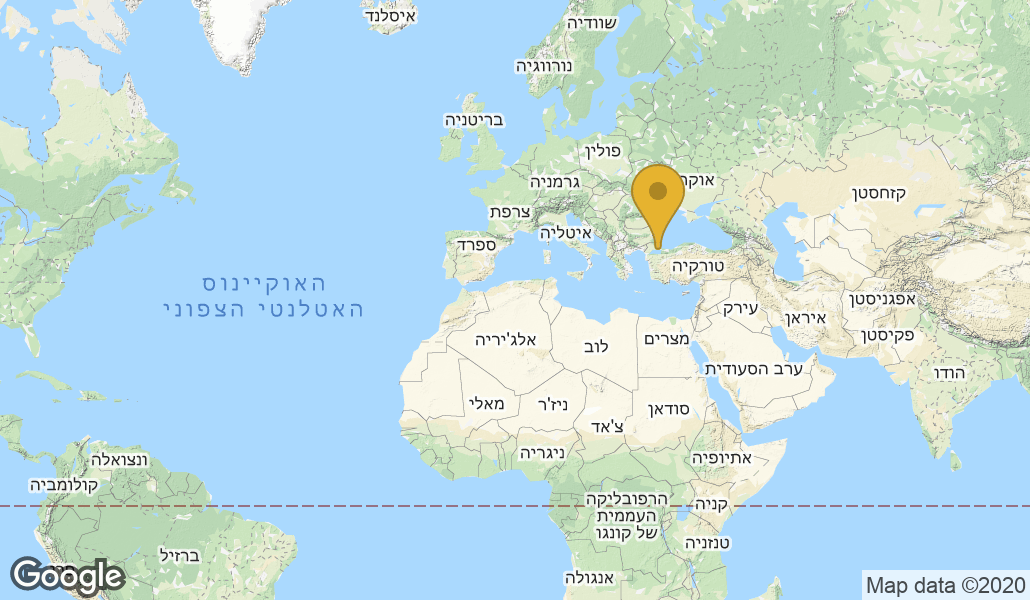 איסלנד
שוודיה
נורווגיה
בריטניה
פולין
גרמניה
אוקר
קזחסטן
צרפת
איטליה
ספרד
טורקיה
האוקיינוס
האטלנטי הצפוני
אפגניסטן
עירק
איראן
פקיסטן
מצרים
אלג'יריה
לוב
הודו
ערב הסעודית
מאלי
ניז'ר
סודאן
צ'אד
ניגריה
אתיופיה
ונצואלה
קולומביה
הרפובליקה
העממית
של קונגו
קניה
טנזניה
ברזיל
אנגולה
Google
Map data ©2020